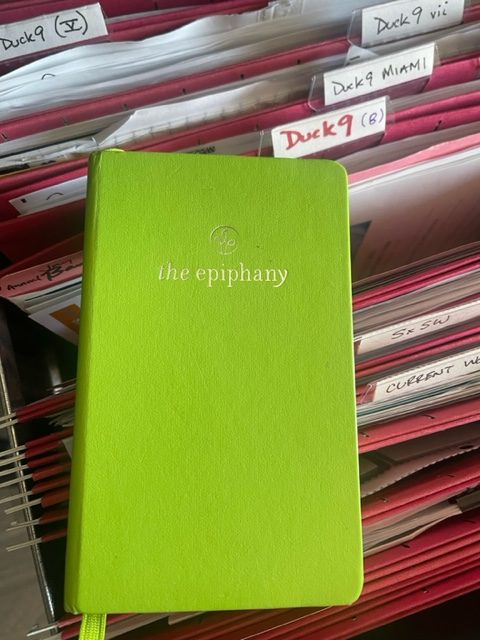 Duck9 (V)
Duck9 vii
Duck9 MIAMI
Duck9 (B)
the epiphany
SXSW
CURRENT